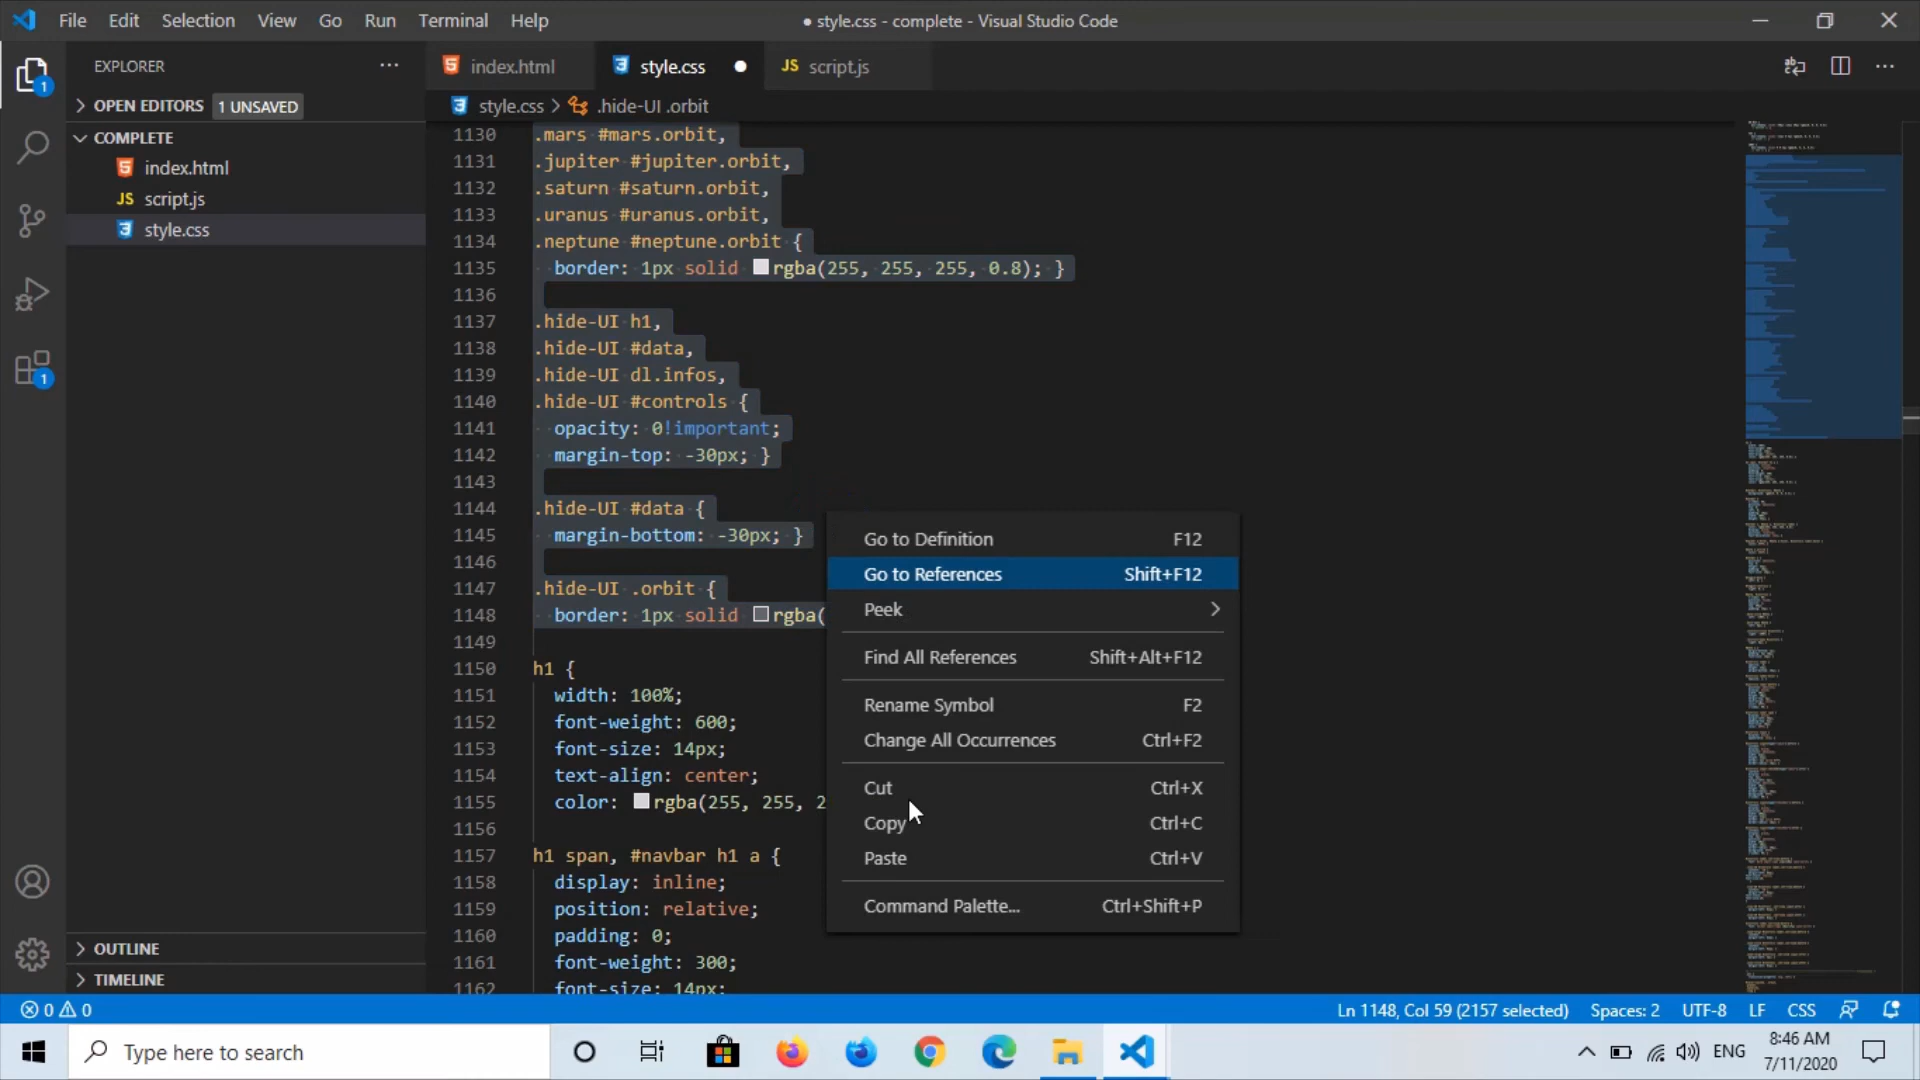 File Edit Selection View Go Run Terminal Help
● style.css - complete - Visual Studio Code
EXPLORER
index.html
style.css
JS script.js
OPEN EDITORS 1 UNSAVED
style.css > .hide-UI .orbit
COMPLETE
index.html
JS script.js
style.css
1
1
1130 .mars #mars.orbit,
1131 .jupiter #jupiter.orbit,
1132 .saturn #saturn.orbit,
1133 .uranus #uranus.orbit,
1134 .neptune #neptune.orbit {
1135 border: 1px solid rgba(255, 255, 255, 0.8); }
1136
1137 .hide-UI h1,
1138 .hide-UI #data,
1139 .hide-UI dl.infos,
1140 .hide-UI #controls {
1141 opacity: 0!important;
1142 margin-top: -30px; }
1143
1144 .hide-UI #data {
1145 margin-bottom: -30px; }
1146
1147 .hide-UI .orbit {
1148 border: 1px solid rgba(
1149
1150 h1 {
1151 width: 100%;
1152 font-weight: 600;
1153 font-size: 14px;
1154 text-align: center;
1155 color: rgba(255, 255, 2
1156
1157 h1 span, #navbar h1 a {
1158 display: inline;
1159 position: relative;
1160 padding: 0;
1161 font-weight: 300;
1162 font-size: 14px;
Go to Definition F12
Go to References Shift+F12
Peek
Find All References Shift+Alt+F12
Rename Symbol F2
Change All Occurrences Ctrl+F2
Cut Ctrl+X
Copy Ctrl+C
Paste Ctrl+V
Command Palette... Ctrl+Shift+P
OUTLINE
TIMELINE
0 0
Ln 1148, Col 59 (2157 selected) Spaces: 2 UTF-8 LF CSS
Type here to search
ENG
8:46 AM
7/11/2020